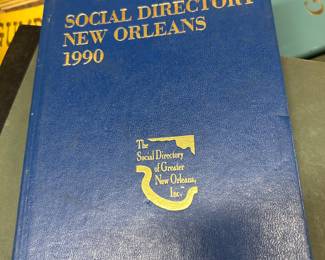 SOCIAL DIRECTORY
NEW ORLEANS
1990
The
Social Directory
of Greater
New Orleans,
Inc.